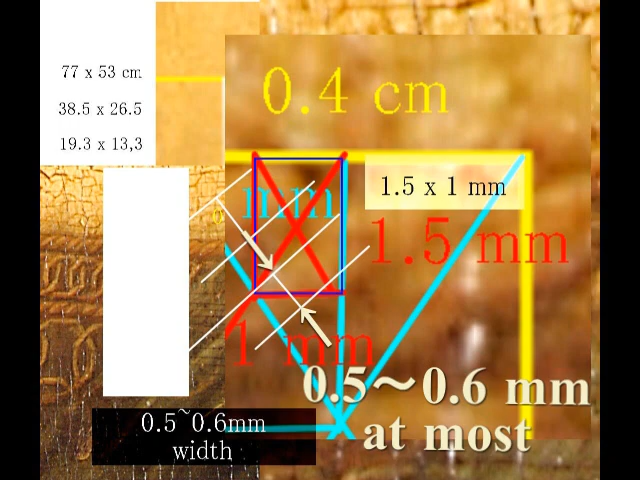 0.4 cm
77 x 53 cm
38.5 x 26.5
19.3 x 13,3
1.5 x 1 mm
mm
1.5 mm
1 mm
0.5～0.6 mm
at most
0.5~0.6mm
width